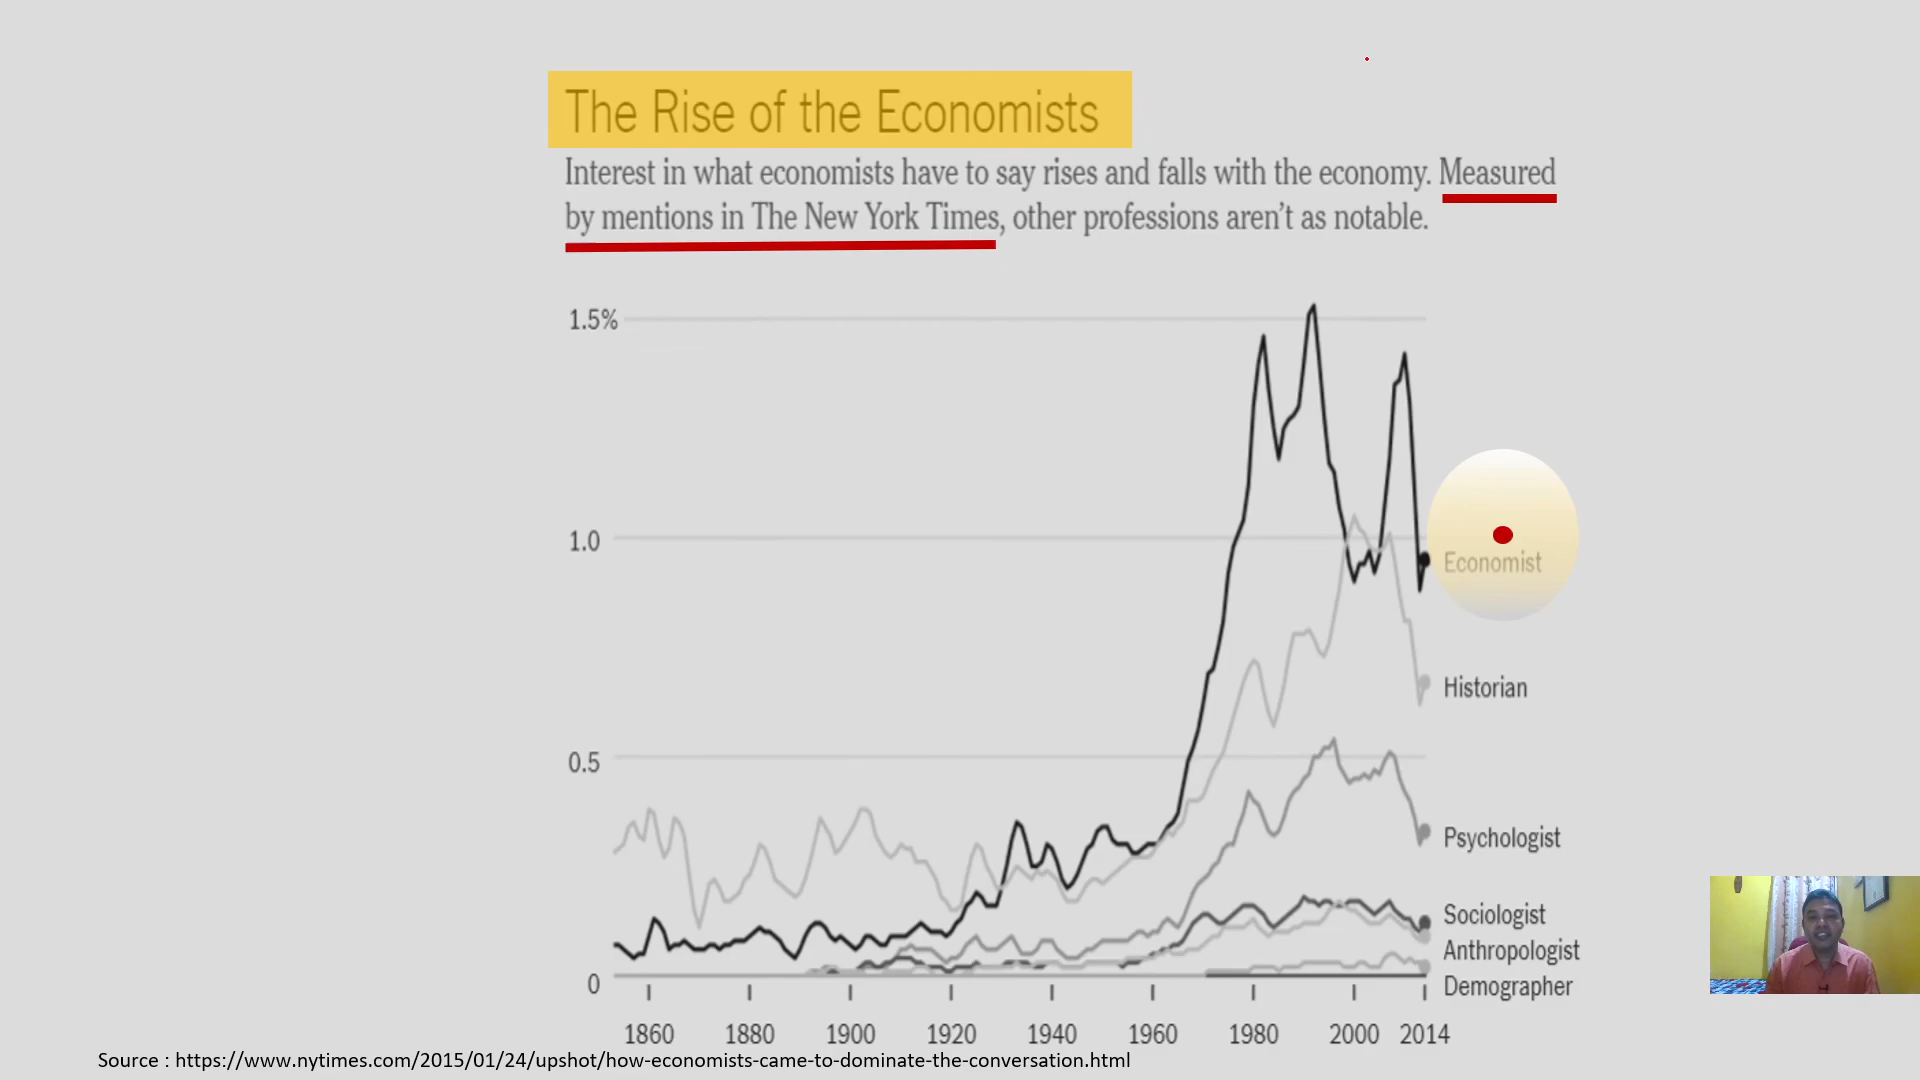 The Rise of the Economists
Interest in what economists have to say rises and falls with the economy. Measured
by mentions in The New York Times, other professions aren't as notable.
1.5%
1.0
0.5
0
Economist
Historian
Psychologist
Sociologist
Anthropologist
Demographer
1860 1880 1900 1920 1940 1960 1980 2000 2014
Source : https://www.nytimes.com/2015/01/24/upshot/how-economists-came-to-dominate-the-conversation.html